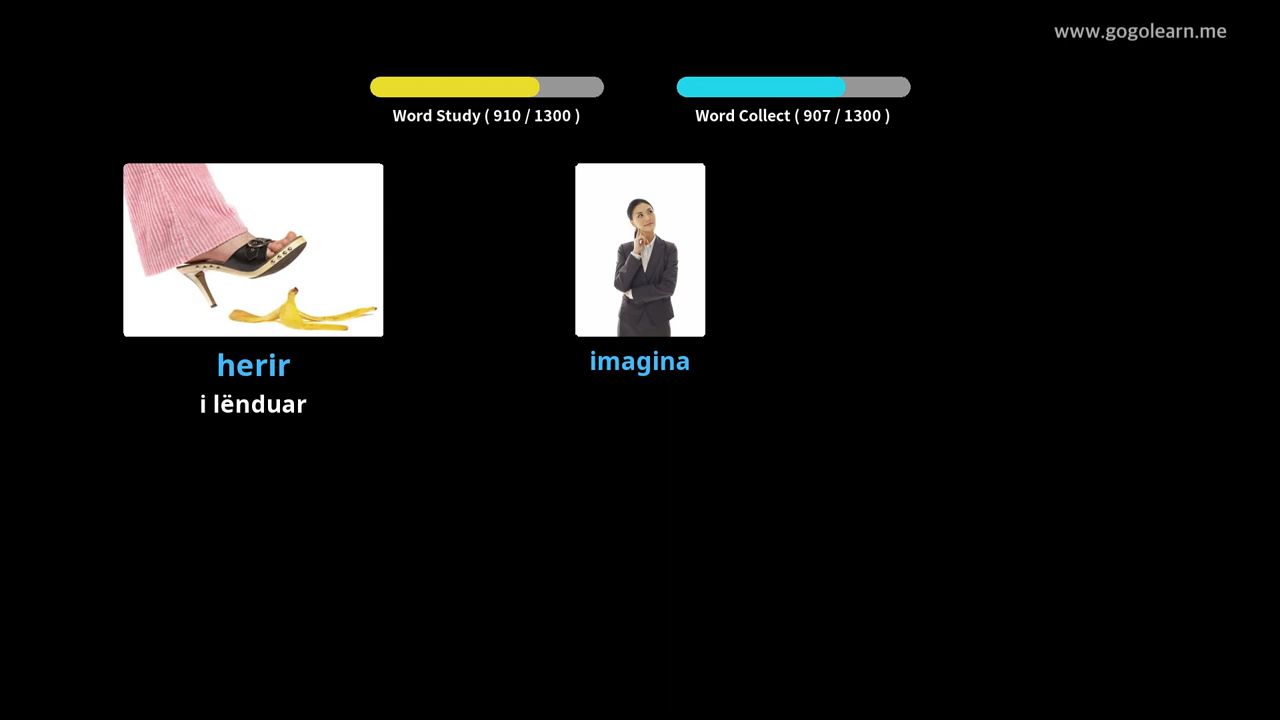 www.gogolearn.me
Word Study ( 910 / 1300 )
Word Collect ( 907 / 1300 )
herir
i lënduar
imagina